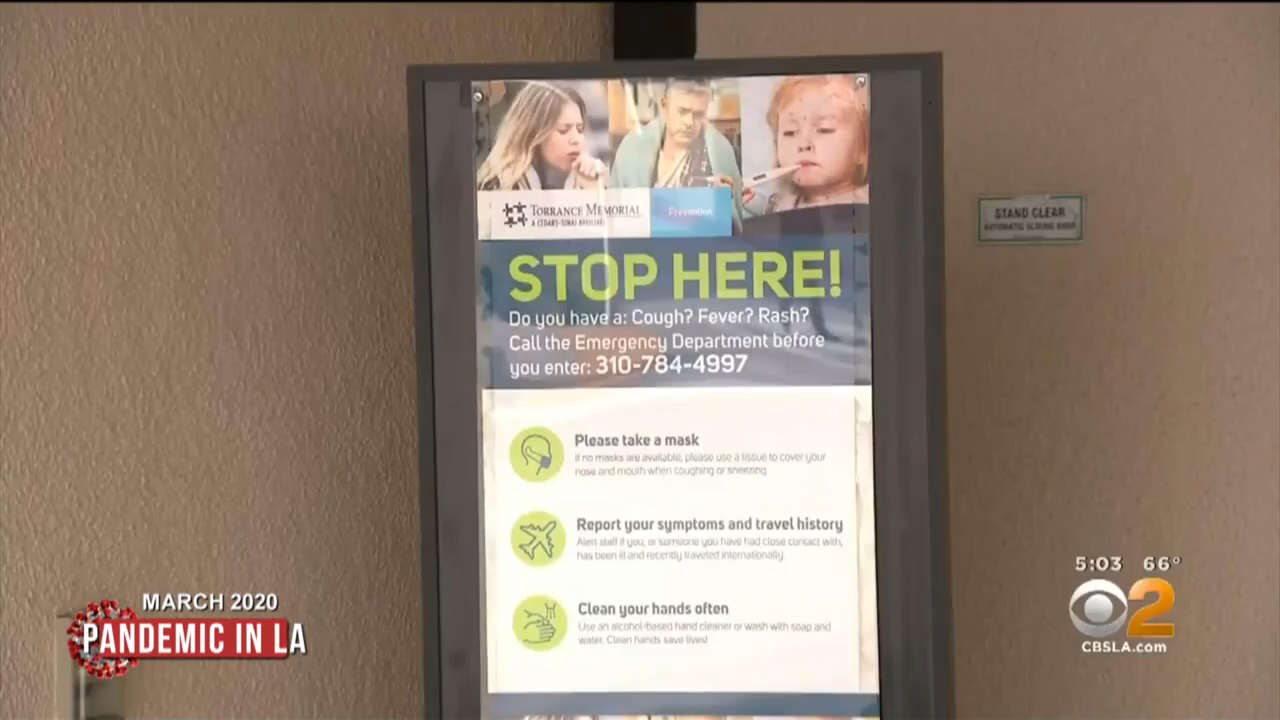 TORRANCE MEMORIAL
A CEDARS-SINAI AFFILIATE
Prevention
STOP HERE!
Do you have a: Cough? Fever? Rash?
Call the Emergency Department before
you enter: 310-784-4997
Please take a mask
If no masks are available, please use a tissue to cover your
nose and mouth when coughing or sneezing.
Report your symptoms and travel history
Alert staff if you, or someone you have had close contact with,
has been ill and recently traveled internationally.
Clean your hands often
Use an alcohol-based hand cleaner or wash with soap and
water. Clean hands save lives!
STAND CLEAR
AUTOMATIC SLIDING DOOR
MARCH 2020
PANDEMIC IN LA
5:03 66°
2
CBSLA.com